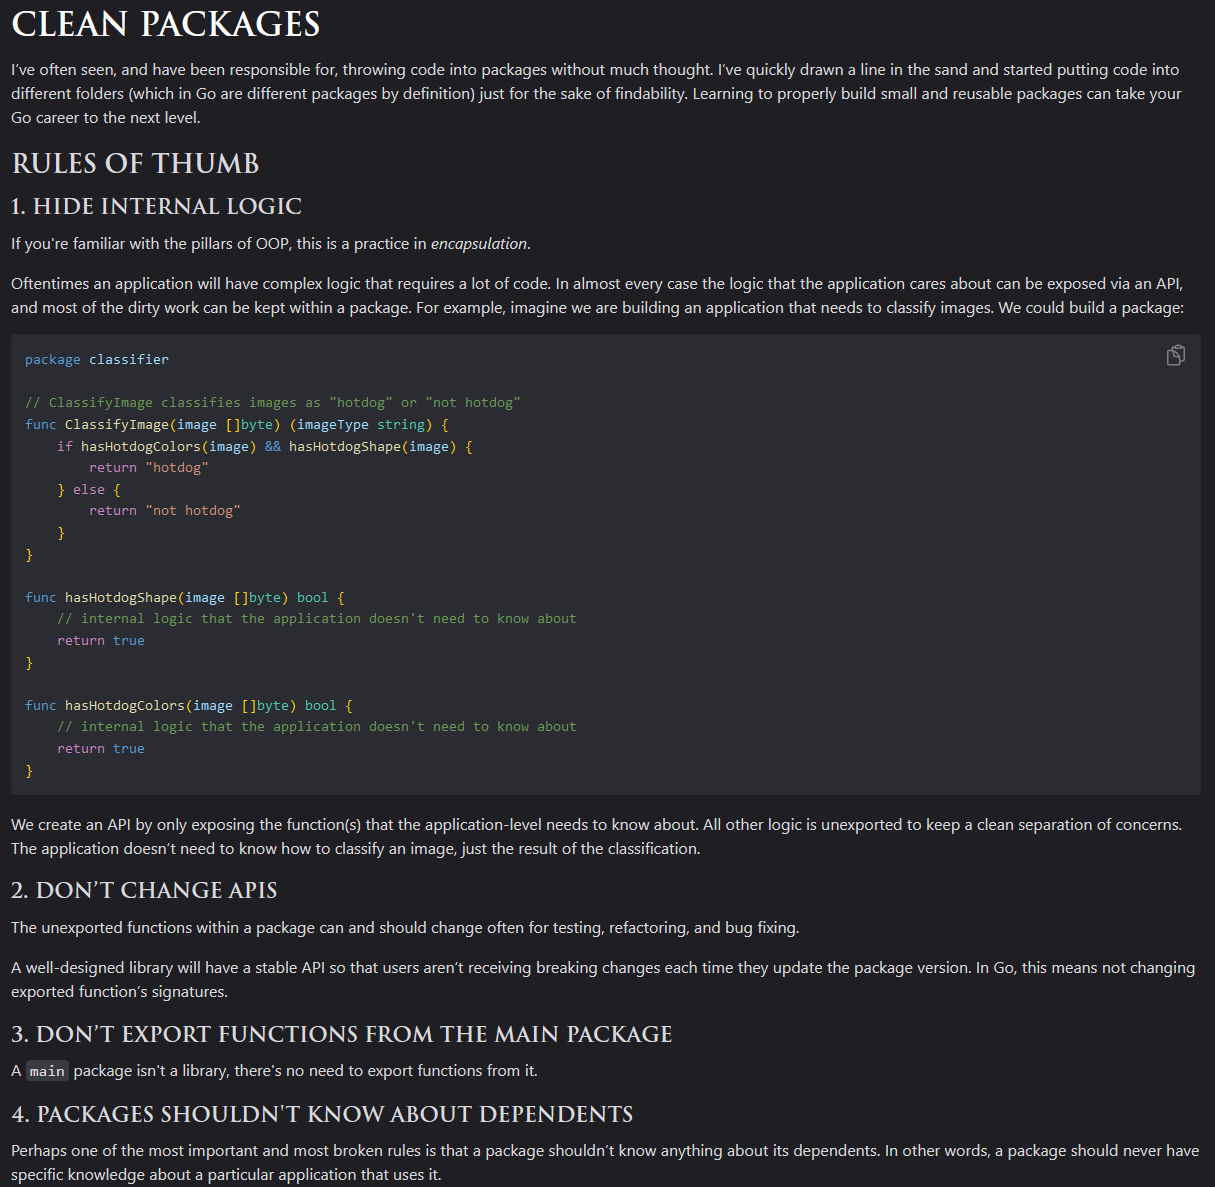 CLEAN PACKAGES
I’ve often seen, and have been responsible for, throwing code into packages without much thought. I’ve quickly drawn a line in the sand and started putting code into
different folders (which in Go are different packages by definition) just for the sake of findability. Learning to properly build small and reusable packages can take your
Go career to the next level.
RULES OF THUMB
1. HIDE INTERNAL LOGIC
If you're familiar with the pillars of OOP, this is a practice in encapsulation.
Oftentimes an application will have complex logic that requires a lot of code. In almost every case the logic that the application cares about can be exposed via an API,
and most of the dirty work can be kept within a package. For example, imagine we are building an application that needs to classify images. We could build a package:
package classifier
// ClassifyImage classifies images as "hotdog" or "not hotdog"
func ClassifyImage(image []byte) (imageType string) {
    if hasHotdogColors(image) && hasHotdogShape(image) {
        return "hotdog"
    } else {
        return "not hotdog"
    }
}
func hasHotdogShape(image []byte) bool {
    // internal logic that the application doesn't need to know about
    return true
}
func hasHotdogColors(image []byte) bool {
    // internal logic that the application doesn't need to know about
    return true
}
We create an API by only exposing the function(s) that the application-level needs to know about. All other logic is unexported to keep a clean separation of concerns.
The application doesn’t need to know how to classify an image, just the result of the classification.
2. DON’T CHANGE APIS
The unexported functions within a package can and should change often for testing, refactoring, and bug fixing.
A well-designed library will have a stable API so that users aren’t receiving breaking changes each time they update the package version. In Go, this means not changing
exported function’s signatures.
3. DON’T EXPORT FUNCTIONS FROM THE MAIN PACKAGE
A main package isn't a library, there's no need to export functions from it.
4. PACKAGES SHOULDN'T KNOW ABOUT DEPENDENTS
Perhaps one of the most important and most broken rules is that a package shouldn’t know anything about its dependents. In other words, a package should never have
specific knowledge about a particular application that uses it.